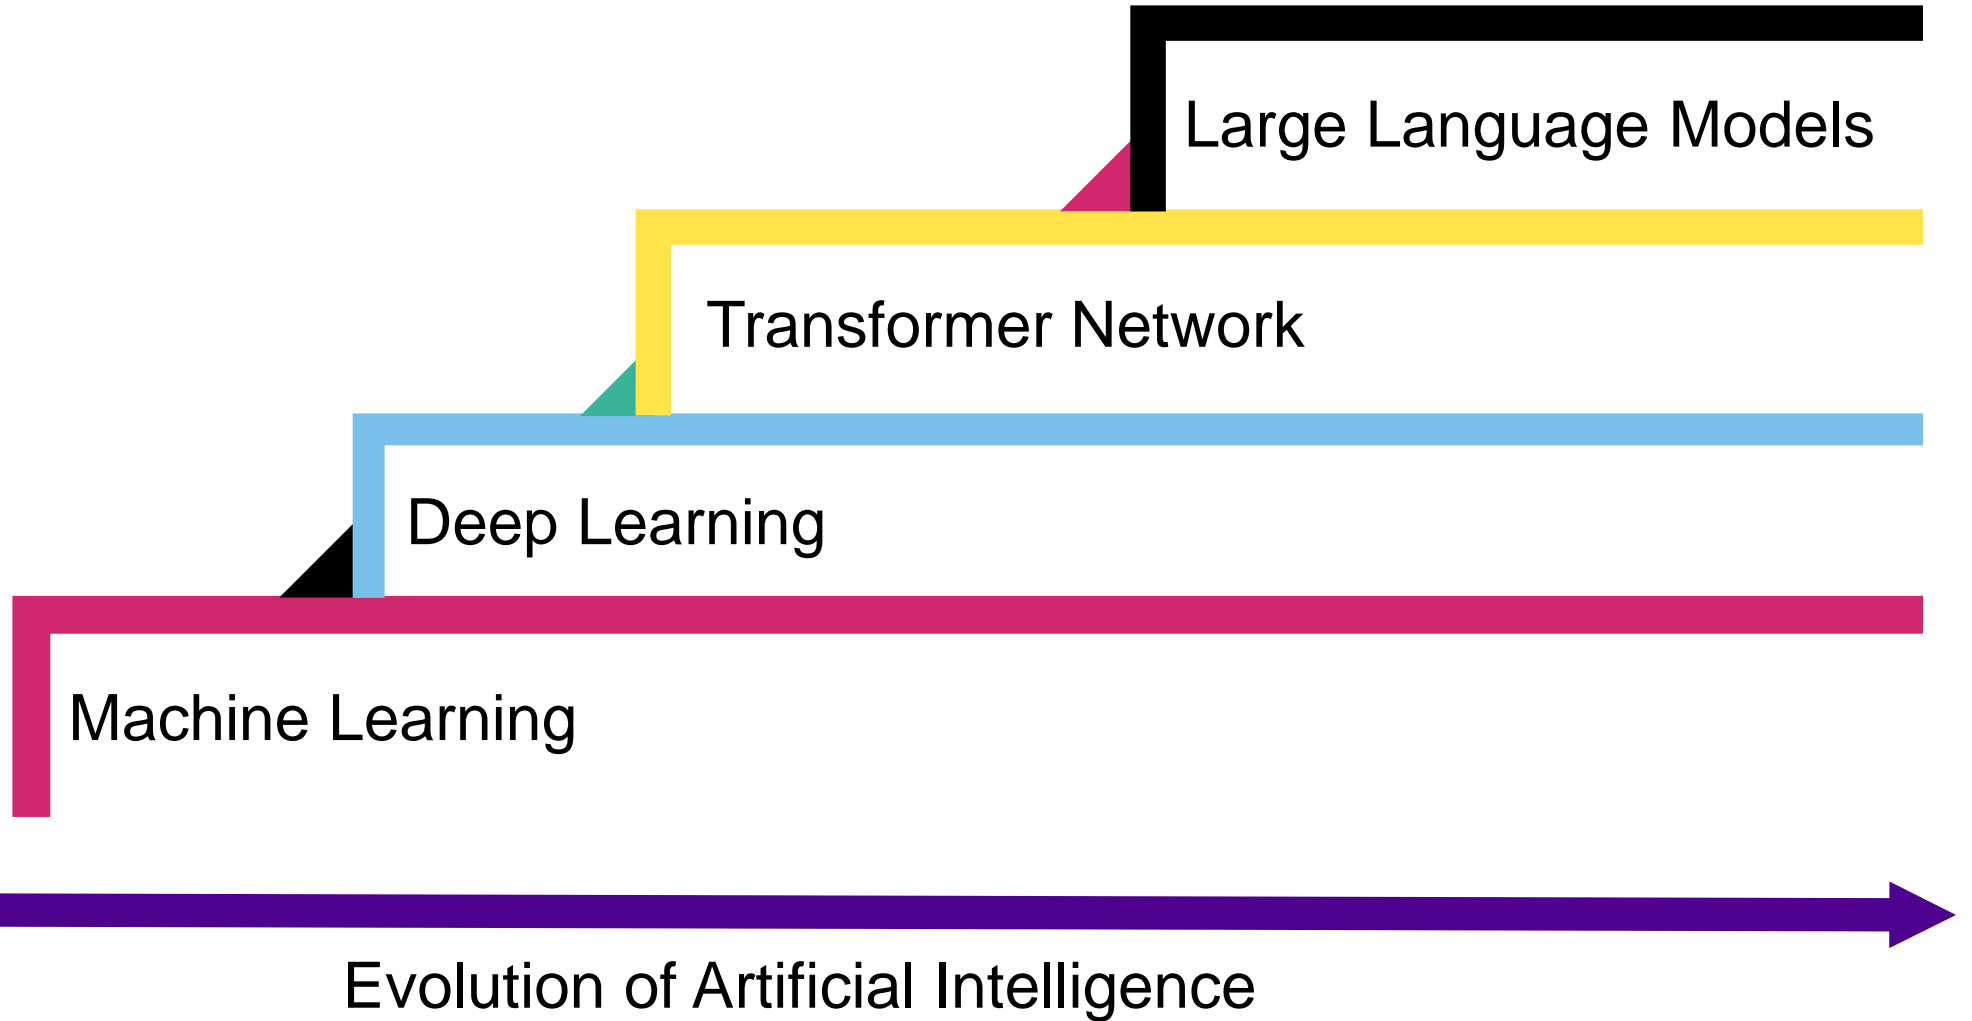 Large Language Models
Transformer Network
Deep Learning
Machine Learning
Evolution of Artificial Intelligence